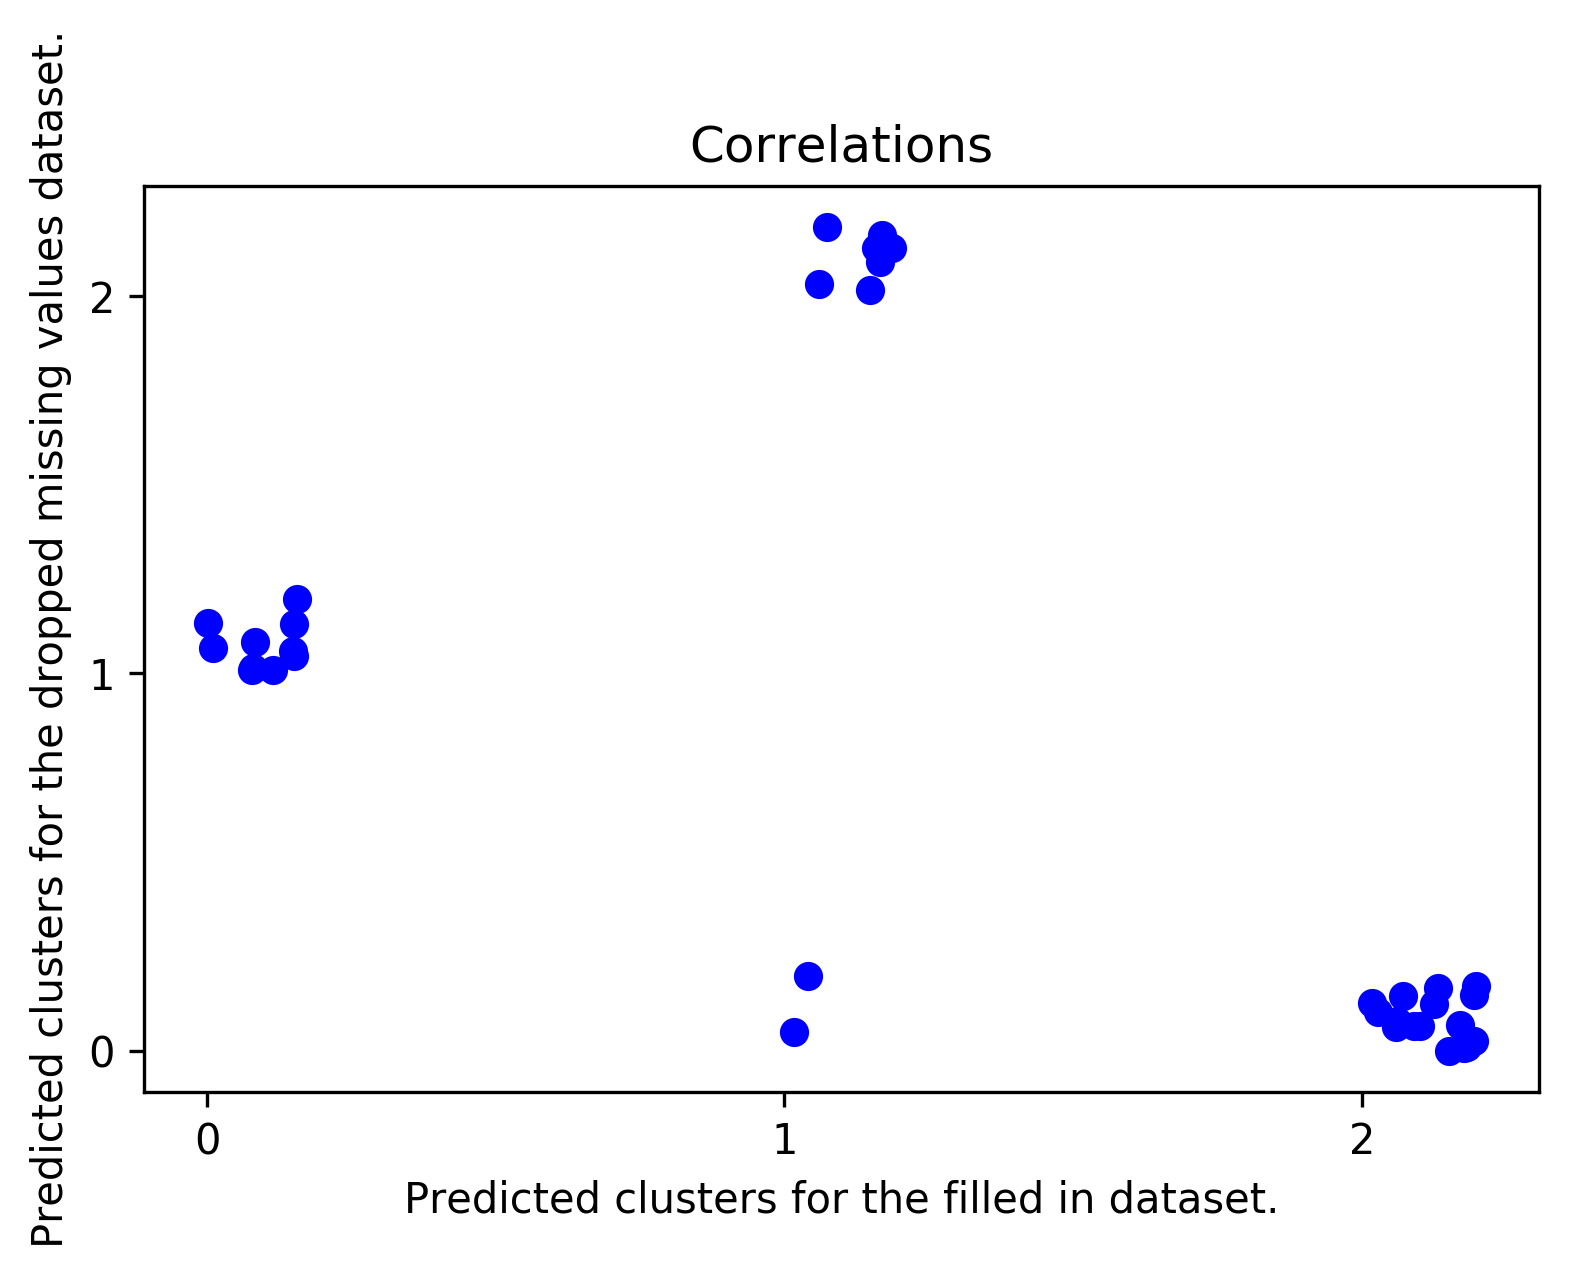 Correlations
Predicted clusters for the dropped missing values dataset.
2
1
0
0
1
2
Predicted clusters for the filled in dataset.